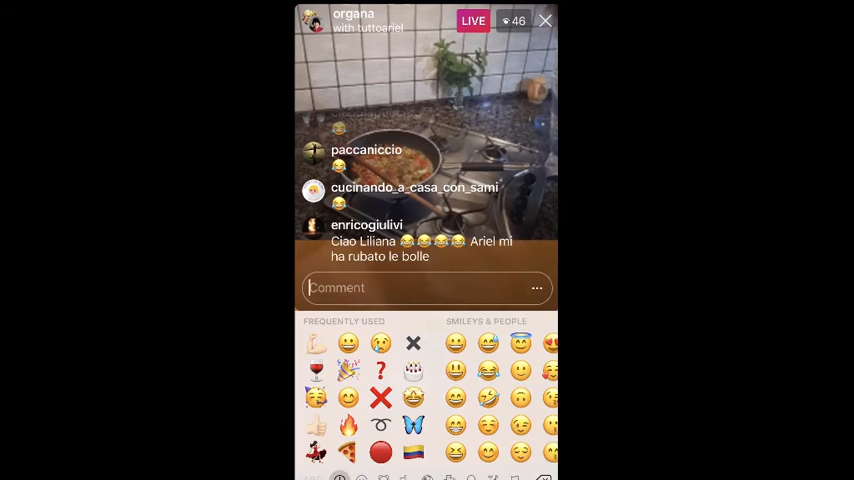 organa
with tuttoariel
LIVE
46
paccaniccio
😂
cucinando_a_casa_con_sami
😂
enricogiulivi
Ciao Liliana 😂😂😂😂 Ariel mi
ha rubato le bolle
Comment
FREQUENTLY USED
SMILEYS & PEOPLE
ABC